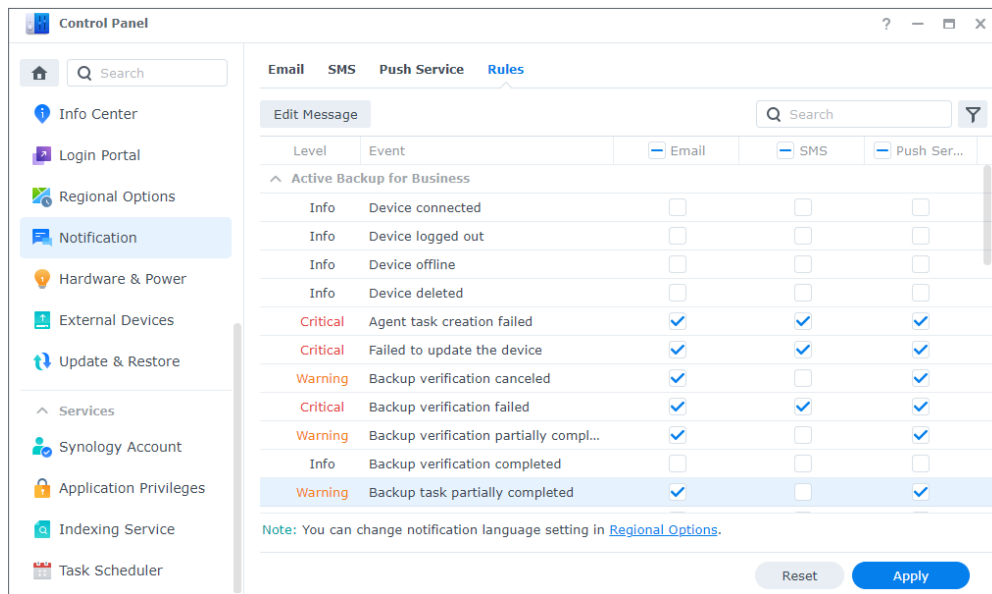 Control Panel
?
Search
Info Center
Login Portal
Regional Options
Notification
Hardware & Power
External Devices
Update & Restore
Services
Synology Account
Application Privileges
Indexing Service
Task Scheduler
Email SMS Push Service Rules
Edit Message Search
Level Event Email SMS Push Ser...
Active Backup for Business
Info Device connected
Info Device logged out
Info Device offline
Info Device deleted
Critical Agent task creation failed
Critical Failed to update the device
Warning Backup verification canceled
Critical Backup verification failed
Warning Backup verification partially compl...
Info Backup verification completed
Warning Backup task partially completed
Note: You can change notification language setting in Regional Options.
Reset Apply